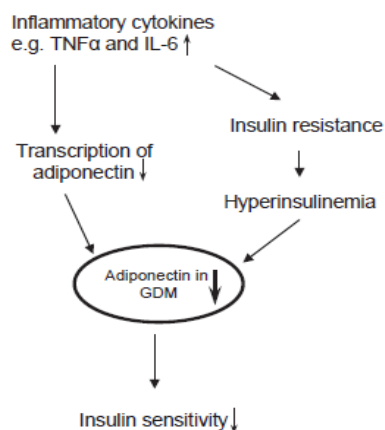 Inflammatory cytokines
e.g. TNFα and IL-6 ↑
Insulin resistance
Transcription of
adiponectin ↓
Hyperinsulinemia
Adiponectin in
GDM ↓
Insulin sensitivity ↓